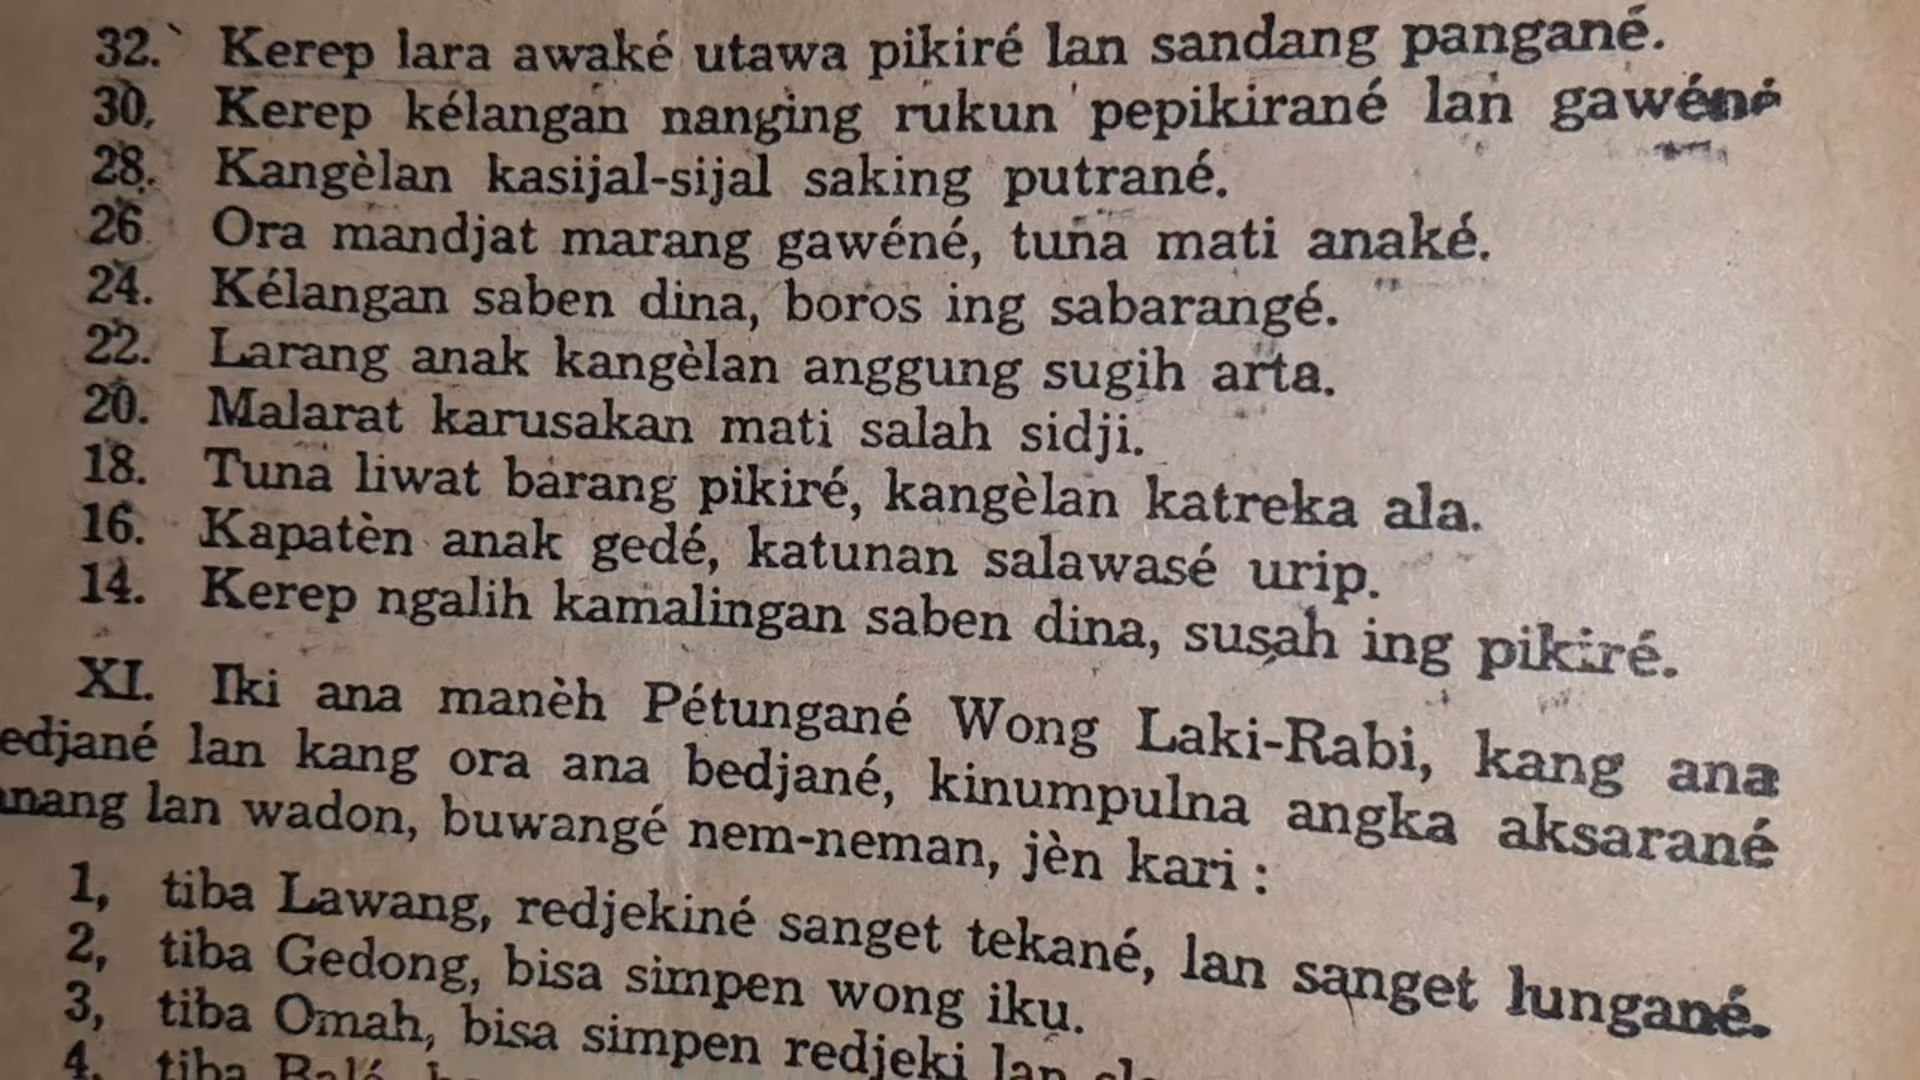 32. Kerep lara awaké utawa pikiré lan sandang pangané.
30. Kerep kélangan nanging rukun pepikirané lan gawéné
28. Kangèlan kasijal-sijal saking putrané.
26 Ora mandjat marang gawéné, tuna mati anaké.
24. Kélangan saben dina, boros ing sabarangé.
22. Larang anak kangèlan anggung sugih arta.
20. Malarat karusakan mati salah sidji.
18. Tuna liwat barang pikiré, kangèlan katreka ala.
16. Kapatèn anak gedé, katunan salawasé urip.
14. Kerep ngalih kamalingan saben dina, susah ing pikiré.
XI. Iki ana manèh Pétungané Wong Laki-Rabi, kang ana
edjané lan kang ora ana bedjané, kinumpulna angka aksarané
nang lan wadon, buwangé nem-neman, jèn kari :
1, tiba Lawang, redjekiné sanget tekané, lan sanget lungané.
2, tiba Gedong, bisa simpen wong iku.
3, tiba Omah, bisa simpen redjeki lan
4. tiba